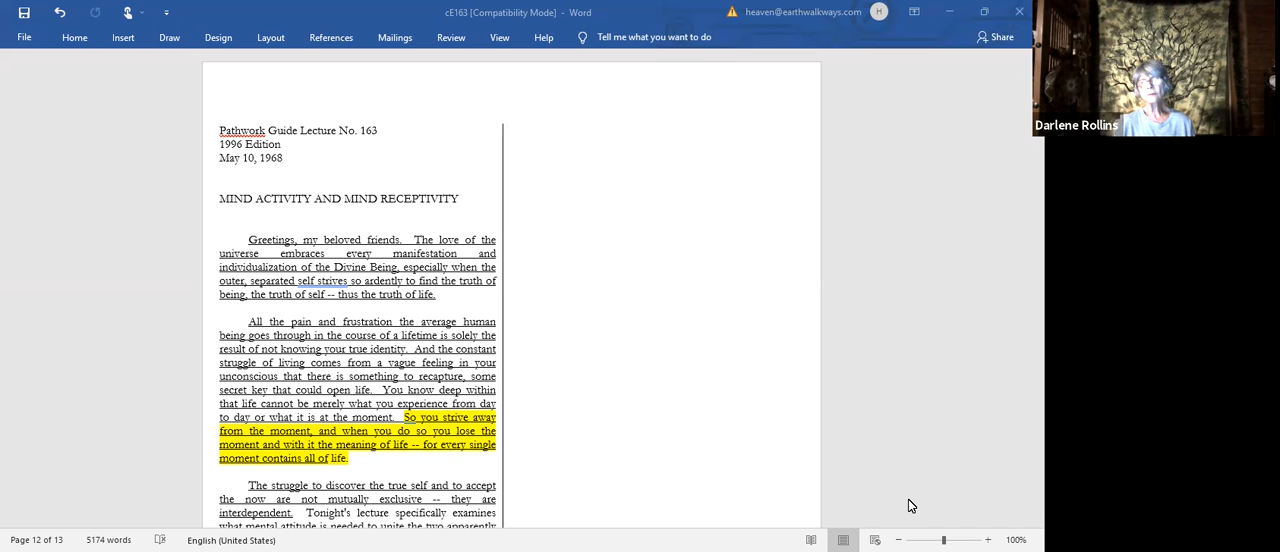 cE163 [Compatibility Mode] - Word
heaven@earthwalkways.com
H
File
Home
Insert
Draw
Design
Layout
References
Mailings
Review
View
Help
Tell me what you want to do
Share
Darlene Rollins
Pathwork Guide Lecture No. 163
1996 Edition
May 10, 1968
MIND ACTIVITY AND MIND RECEPTIVITY
Greetings, my beloved friends. The love of the
universe embraces every manifestation and
individualization of the Divine Being, especially when the
outer, separated self strives so ardently to find the truth of
being, the truth of self -- thus the truth of life.
All the pain and frustration the average human
being goes through in the course of a lifetime is solely the
result of not knowing your true identity. And the constant
struggle of living comes from a vague feeling in your
unconscious that there is something to recapture, some
secret key that could open life. You know deep within
that life cannot be merely what you experience from day
to day or what it is at the moment. So you strive away
from the moment, and when you do so you lose the
moment and with it the meaning of life -- for every single
moment contains all of life.
The struggle to discover the true self and to accept
the now are not mutually exclusive -- they are
interdependent. Tonight's lecture specifically examines
what mental attitude is needed to unite the two apparently
Page 12 of 13
5174 words
English (United States)
100%